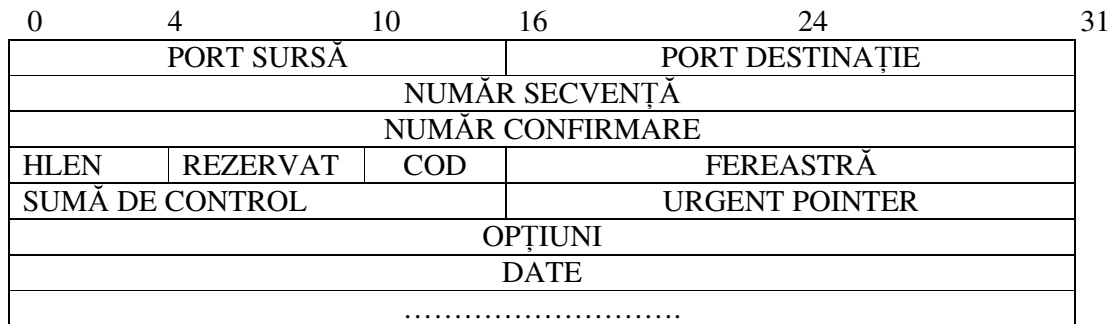 0 4 10 16 24 31
PORT SURSĂ PORT DESTINAȚIE
NUMĂR SECVENȚĂ
NUMĂR CONFIRMARE
HLEN REZERVAT COD FEREASTRĂ
SUMĂ DE CONTROL URGENT POINTER
OPȚIUNI
DATE
………………………….